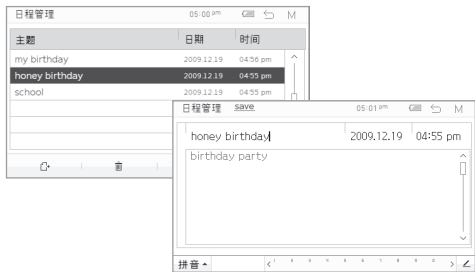 日程管理 05:00 pm M
主题 日期 时间
my birthday 2009.12.19 04:56 pm
honey birthday 2009.12.19 04:55 pm
school 2009.12.19 04:55 pm
日程管理 save 05:01 pm M
honey birthday 2009.12.19 04:55 pm
birthday party
拼音